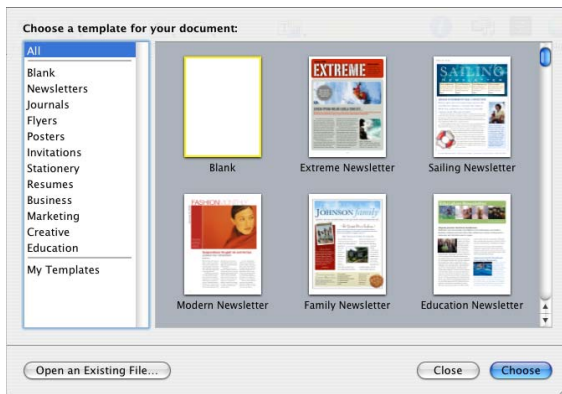 Choose a template for your document:
All
Blank
Newsletters
Journals
Flyers
Posters
Invitations
Stationery
Resumes
Business
Marketing
Creative
Education
My Templates
EXTREME
SAILING
NEWSLETTER
Blank
Extreme Newsletter
Sailing Newsletter
FASHION
JOHNSON family
Modern Newsletter
Family Newsletter
Education Newsletter
Open an Existing File...
Close
Choose